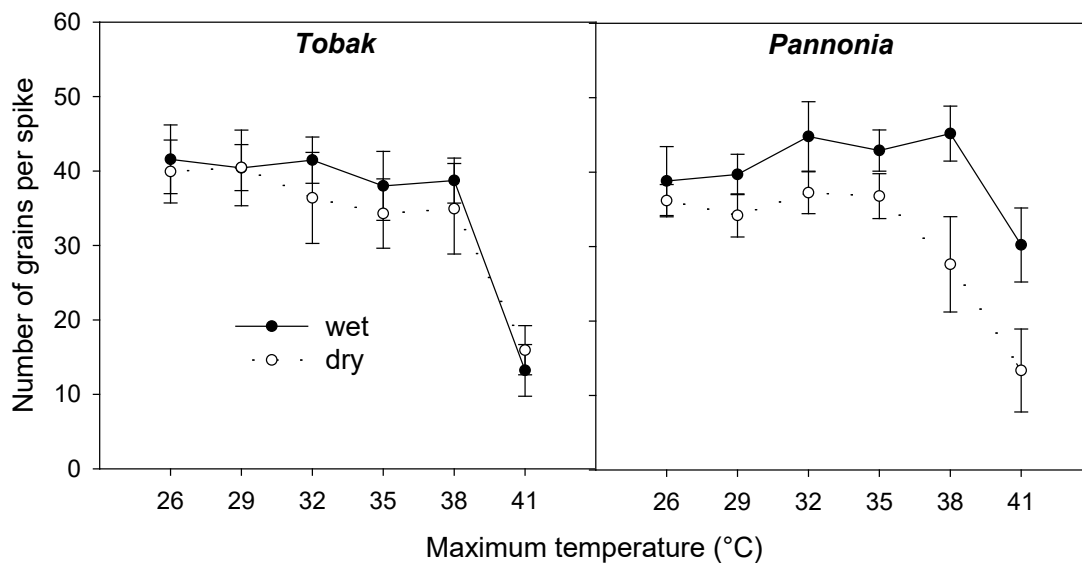 Tobak
Pannonia
Number of grains per spike
60
50
40
30
20
10
0
wet
dry
26 29 32 35 38 41
26 29 32 35 38 41
Maximum temperature (°C)